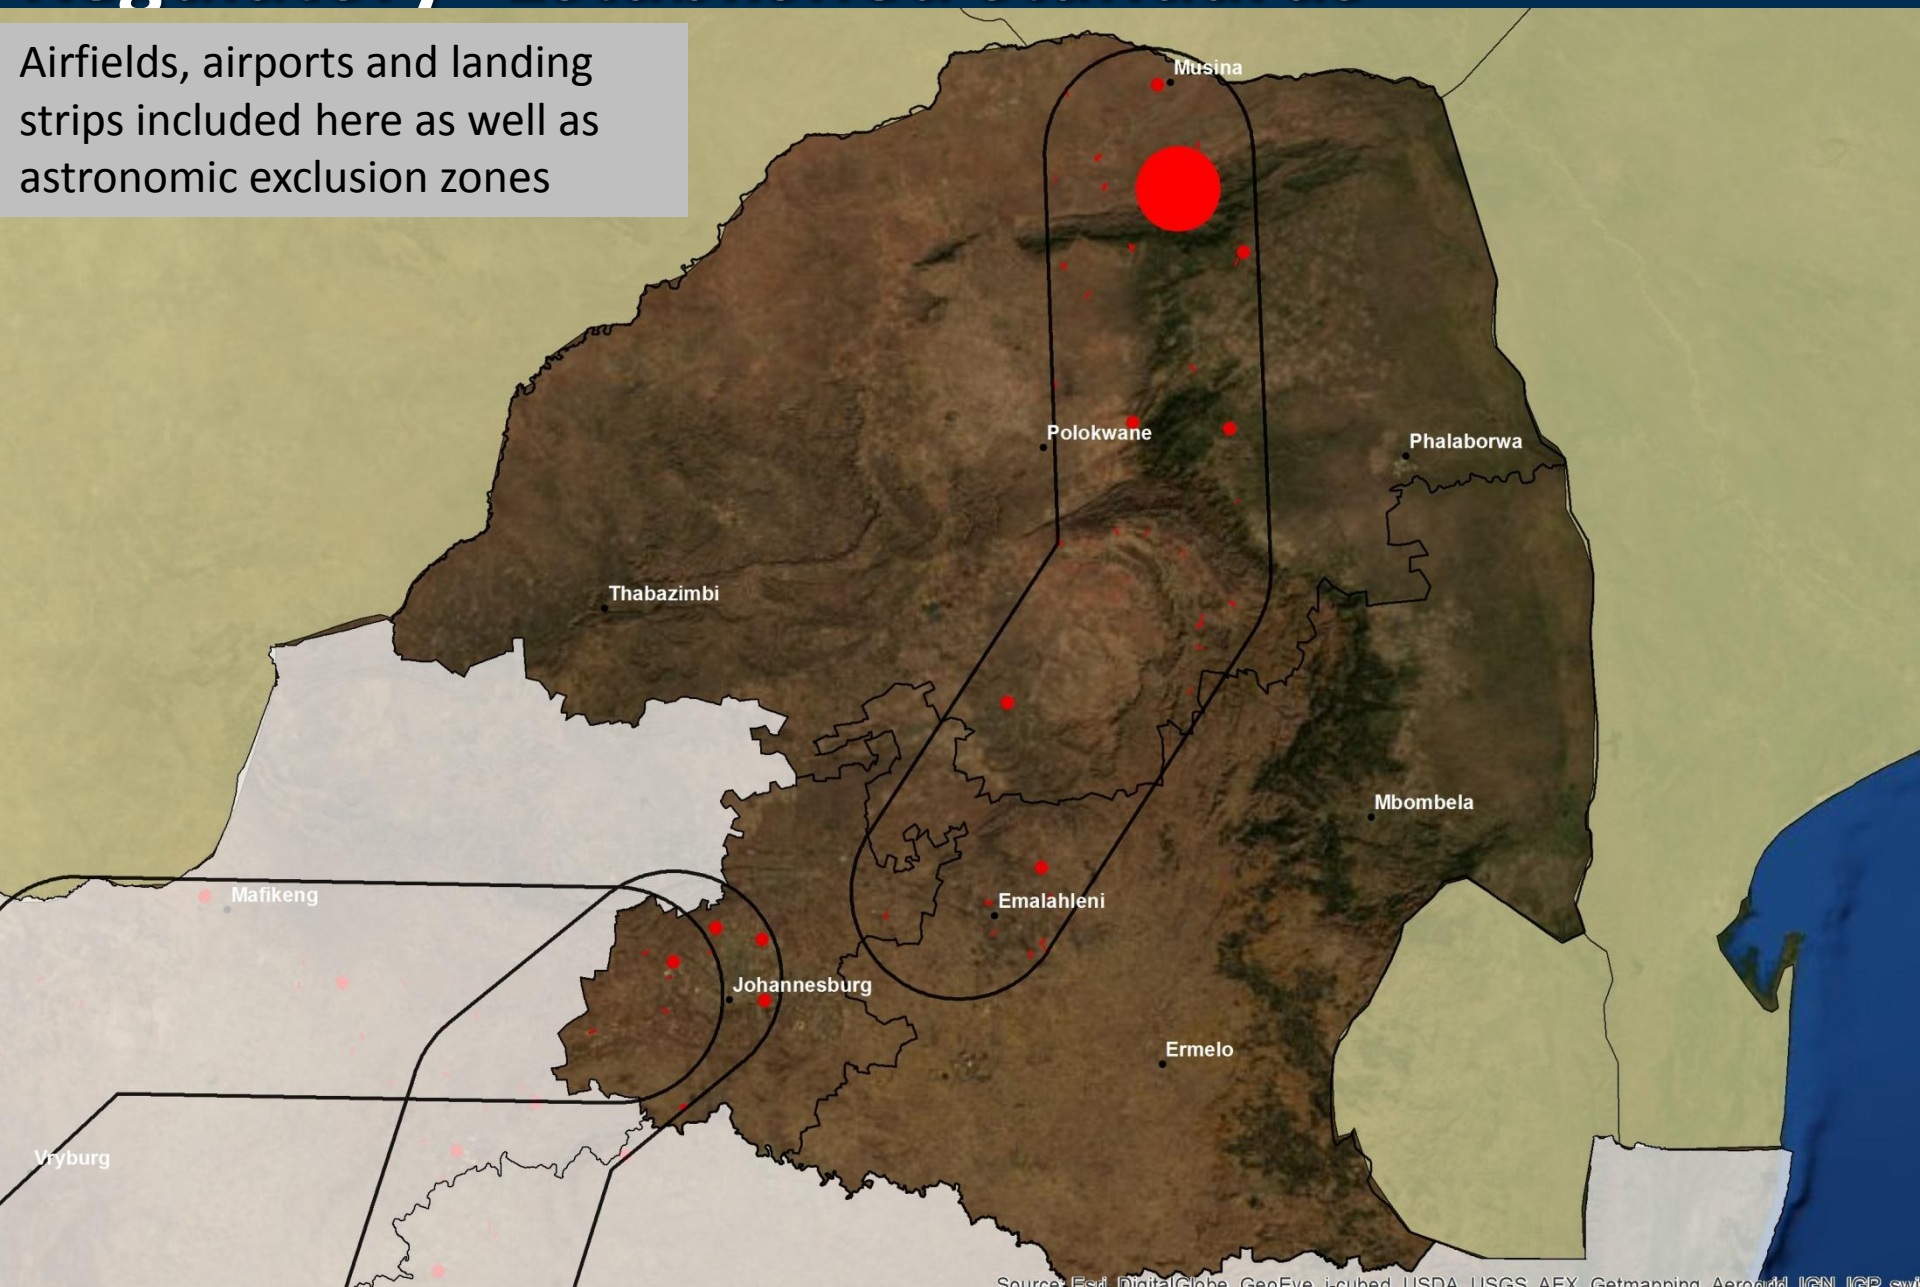 Airfields, airports and landing
strips included here as well as
astronomic exclusion zones
Musina
Polokwane
Phalaborwa
Thabazimbi
Mbombela
Mafikeng
Emalahleni
Johannesburg
Ermelo
Vryburg
Source: Esri, DigitalGlobe, GeoEye, i-cubed, USDA, USGS, AEX, Getmapping, Aerogrid, IGN, IGP,